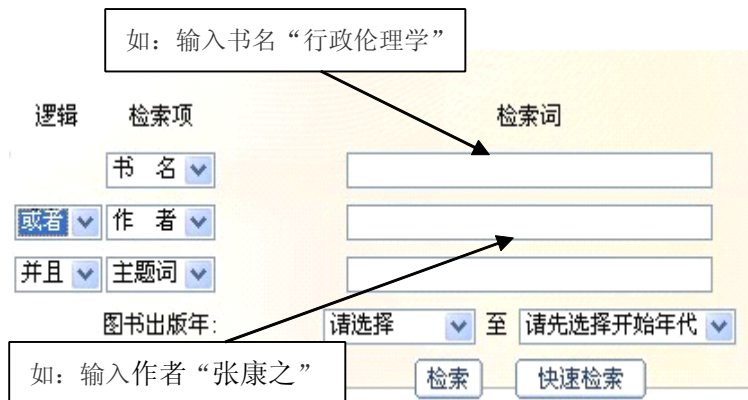 如：输入书名“行政伦理学”
逻辑 检索项 检索词
书 名
或者 作 者
并且 主题词
图书出版年: 请选择 至 请先选择开始年代
如：输入作者“张康之”
检索 快速检索